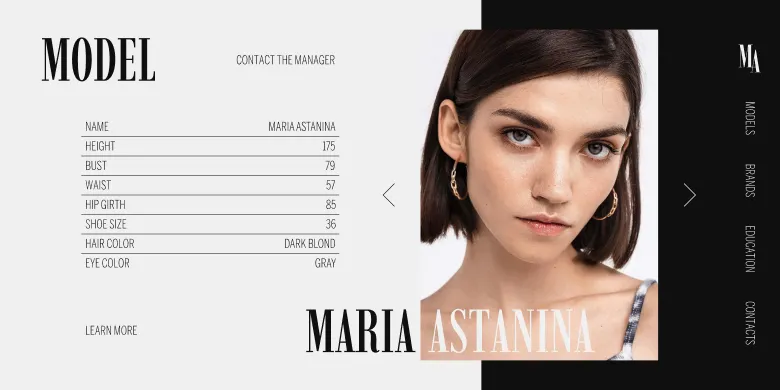 MODEL
CONTACT THE MANAGER
NAME MARIA ASTANINA
HEIGHT 175
BUST 79
WAIST 57
HIP GIRTH 85
SHOE SIZE 36
HAIR COLOR DARK BLOND
EYE COLOR GRAY
LEARN MORE
MARIA ASTANINA
MA
MODELS
BRANDS
EDUCATION
CONTACTS